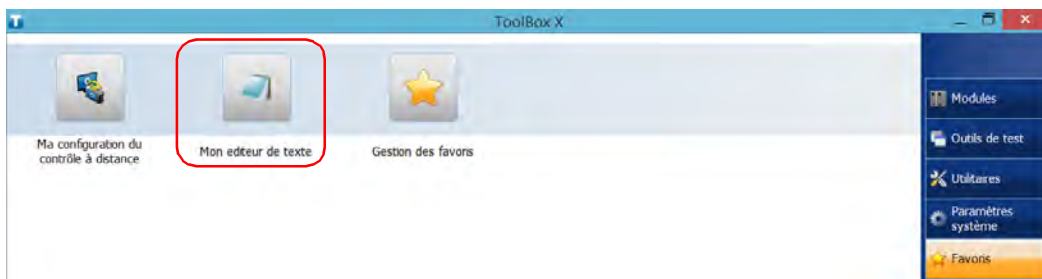 ToolBox X
Ma configuration du
contrôle à distance
Mon editeur de texte
Gestion des favoris
Modules
Outils de test
Utilitaires
Paramètres
système
Favoris